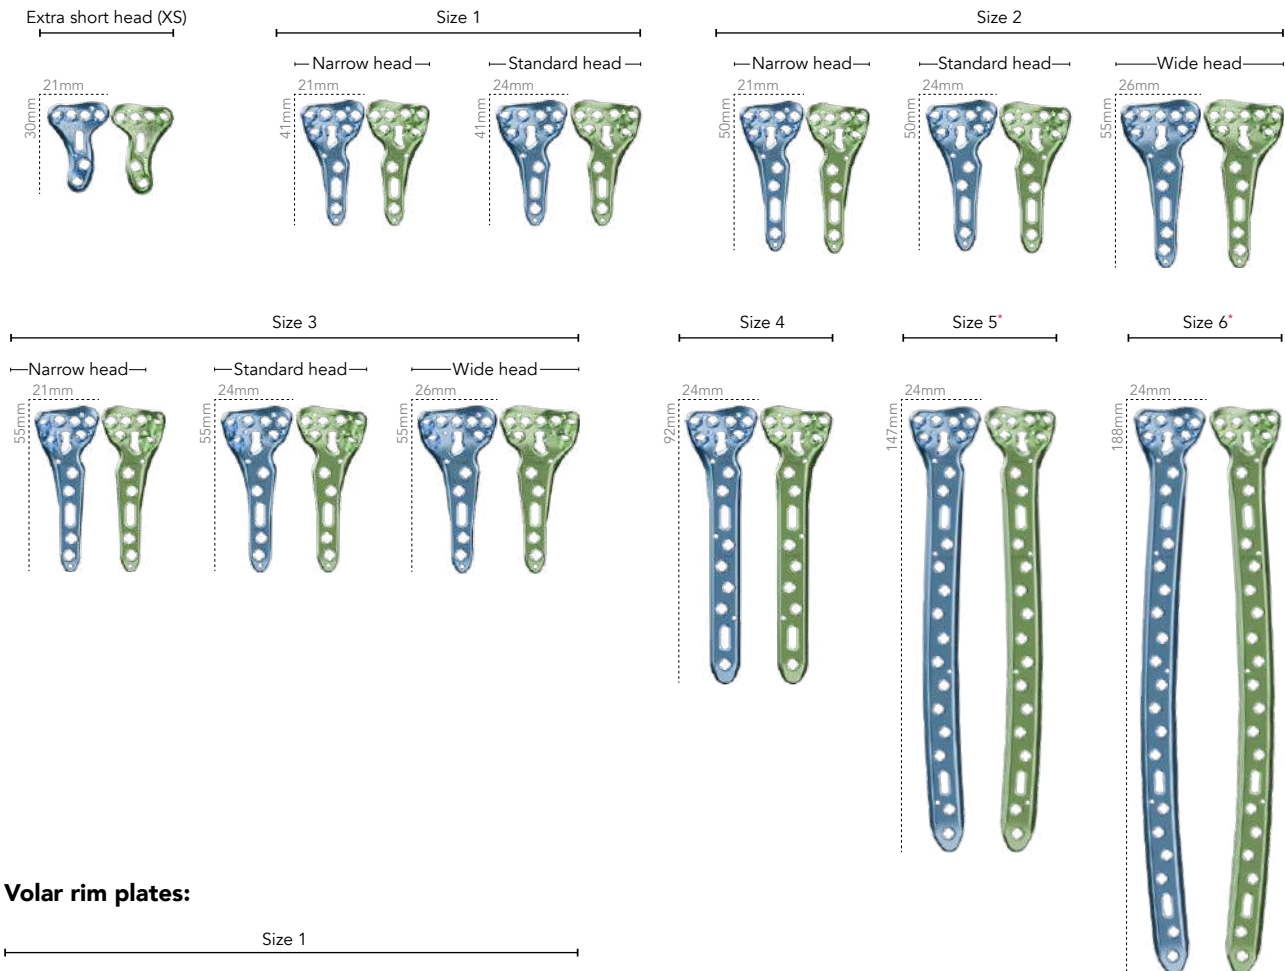 Extra short head (XS)
Size 1
Size 2
Narrow head
Standard head
Narrow head
Standard head
Wide head
21mm
30mm
21mm
41mm
24mm
41mm
21mm
50mm
24mm
50mm
26mm
55mm
Size 3
Size 4
Size 5*
Size 6*
Narrow head
Standard head
Wide head
21mm
55mm
24mm
55mm
26mm
55mm
24mm
92mm
24mm
147mm
24mm
188mm
Volar rim plates:
Size 1